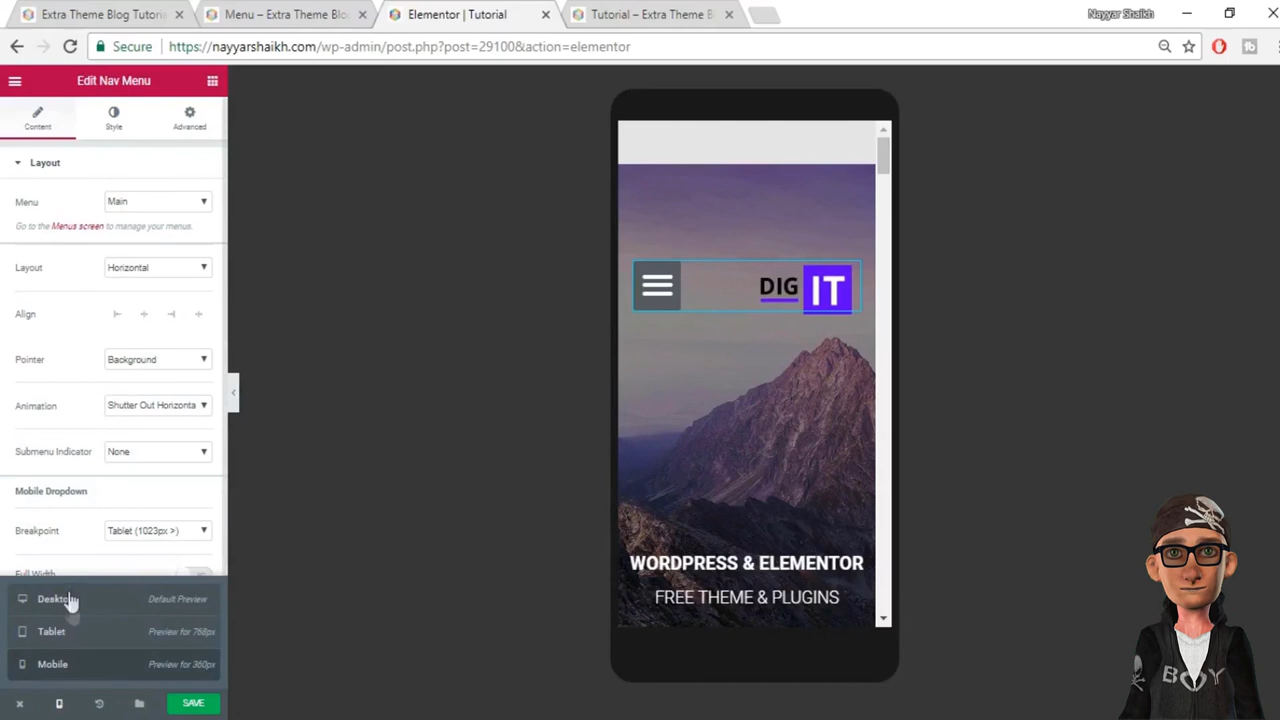 Extra Theme Blog Tutoria
Menu – Extra Theme Blo
Elementor | Tutorial
Tutorial – Extra Theme B
Nayyar Shaikh
Secure
https://nayyarshaikh.com/wp-admin/post.php?post=29100&action=elementor
Edit Nav Menu
Content
Style
Advanced
Layout
Menu
Main
Go to the Menus screen to manage your menus.
Layout
Horizontal
Align
Pointer
Background
Animation
Shutter Out Horizonta
Submenu Indicator
None
Mobile Dropdown
Breakpoint
Tablet (1023px >)
Full Width
Desktop
Default Preview
Tablet
Preview for 768px
Mobile
Preview for 360px
SAVE
DIG IT
WORDPRESS & ELEMENTOR
FREE THEME & PLUGINS
BOY